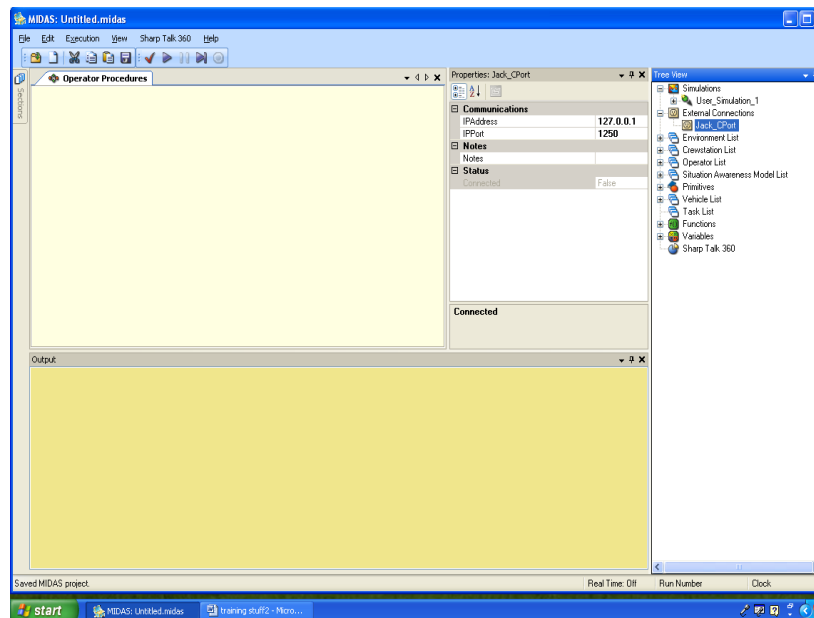 MIDAS: Untitled.midas
File Edit Execution View Sharp Talk 360 Help
Sections
Operator Procedures
Properties: Jack_CPort
Communications
IPAddress 127.0.0.1
IPPort 1250
Notes
Notes
Status
Connected False
Connected
Tree View
Simulations
User_Simulation_1
External Connections
Jack_CPort
Environment List
Crewstation List
Operator List
Situation Awareness Model List
Primitives
Vehicle List
Task List
Functions
Variables
Sharp Talk 360
Output
Saved MIDAS project. Real Time: Off Run Number Clock
start MIDAS: Untitled.midas training stuff2 - Micro...